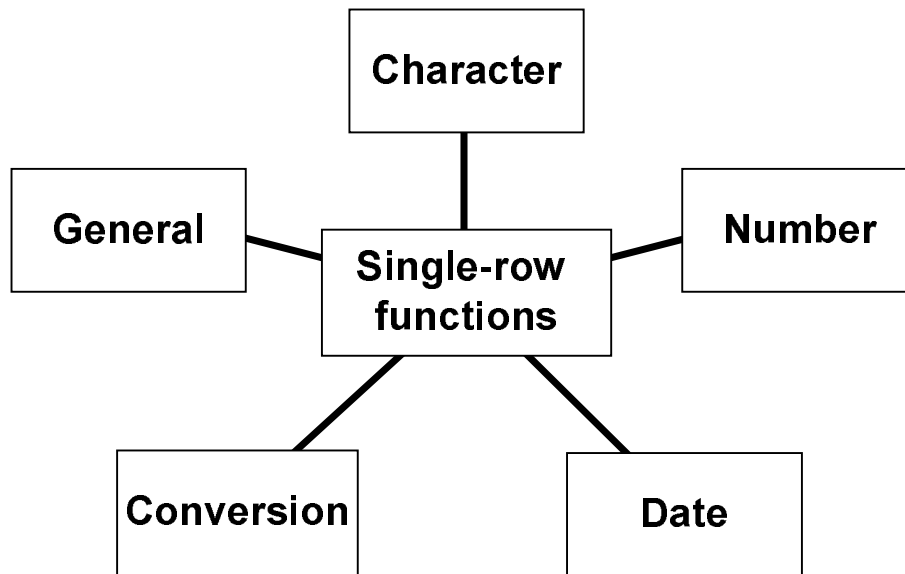 Character
General
Number
Single-row
functions
Conversion
Date